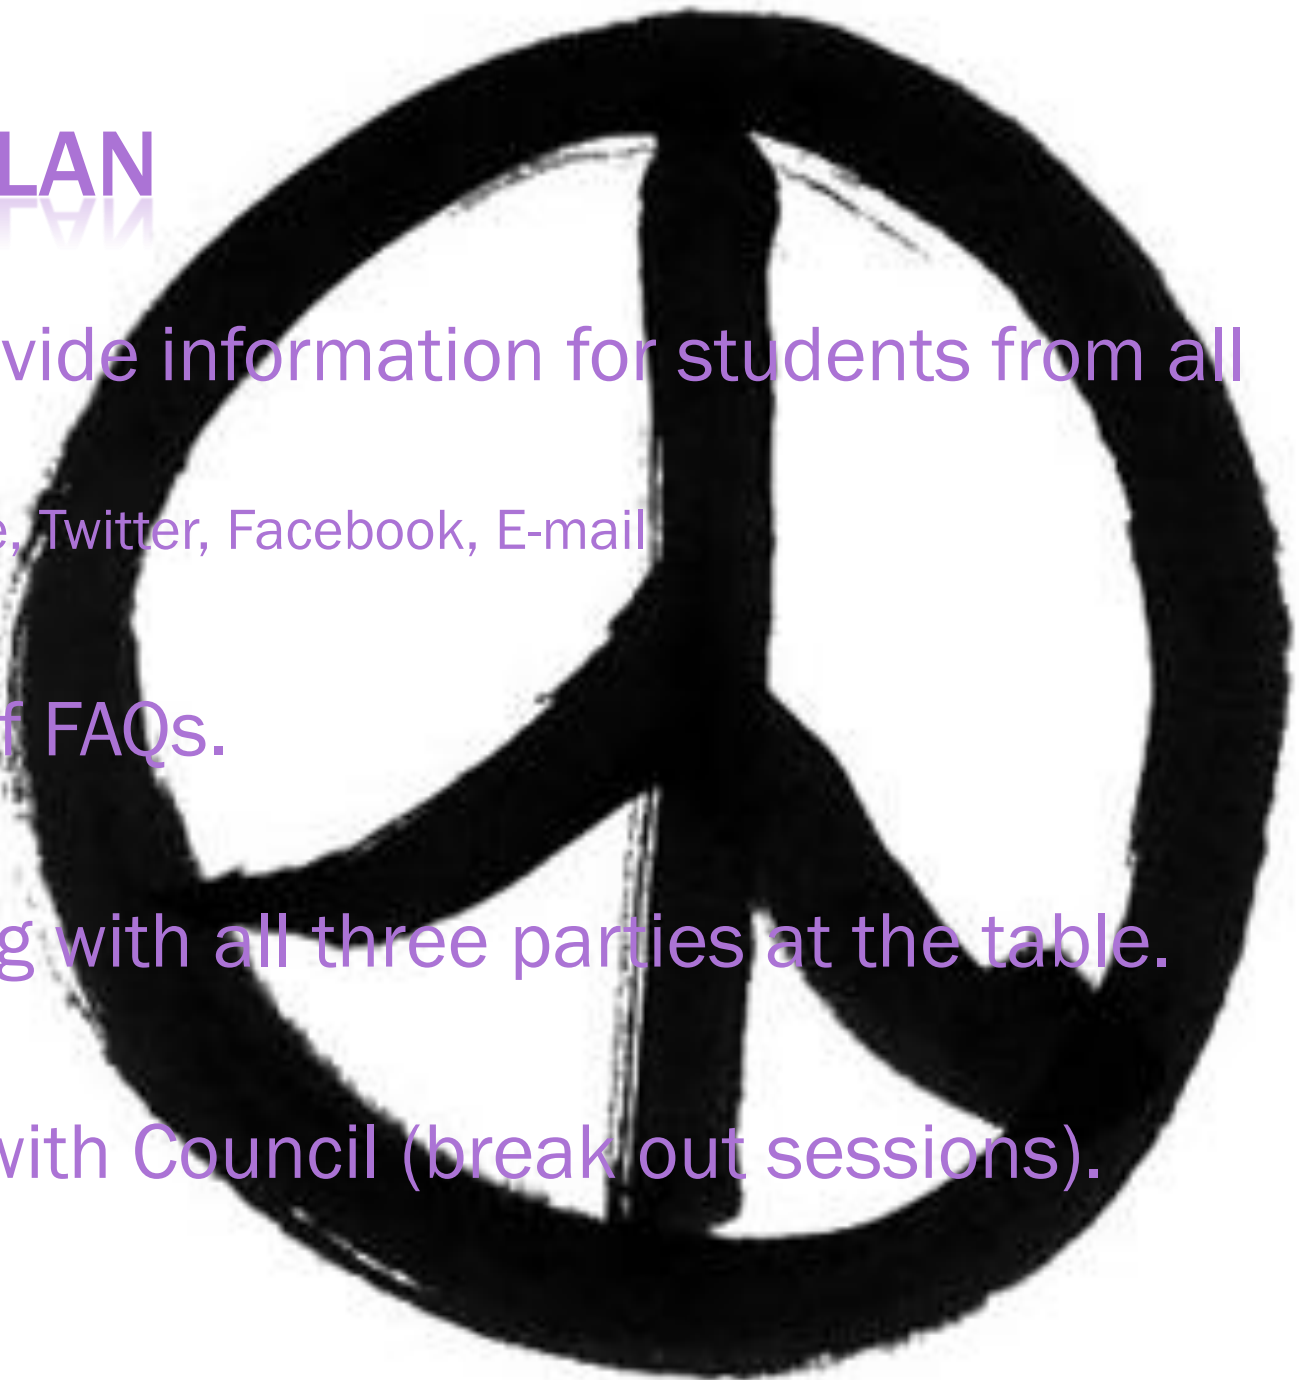 LAN
vide information for students from all
e, Twitter, Facebook, E-mail
f FAQs.
g with all three parties at the table.
with Council (break out sessions).